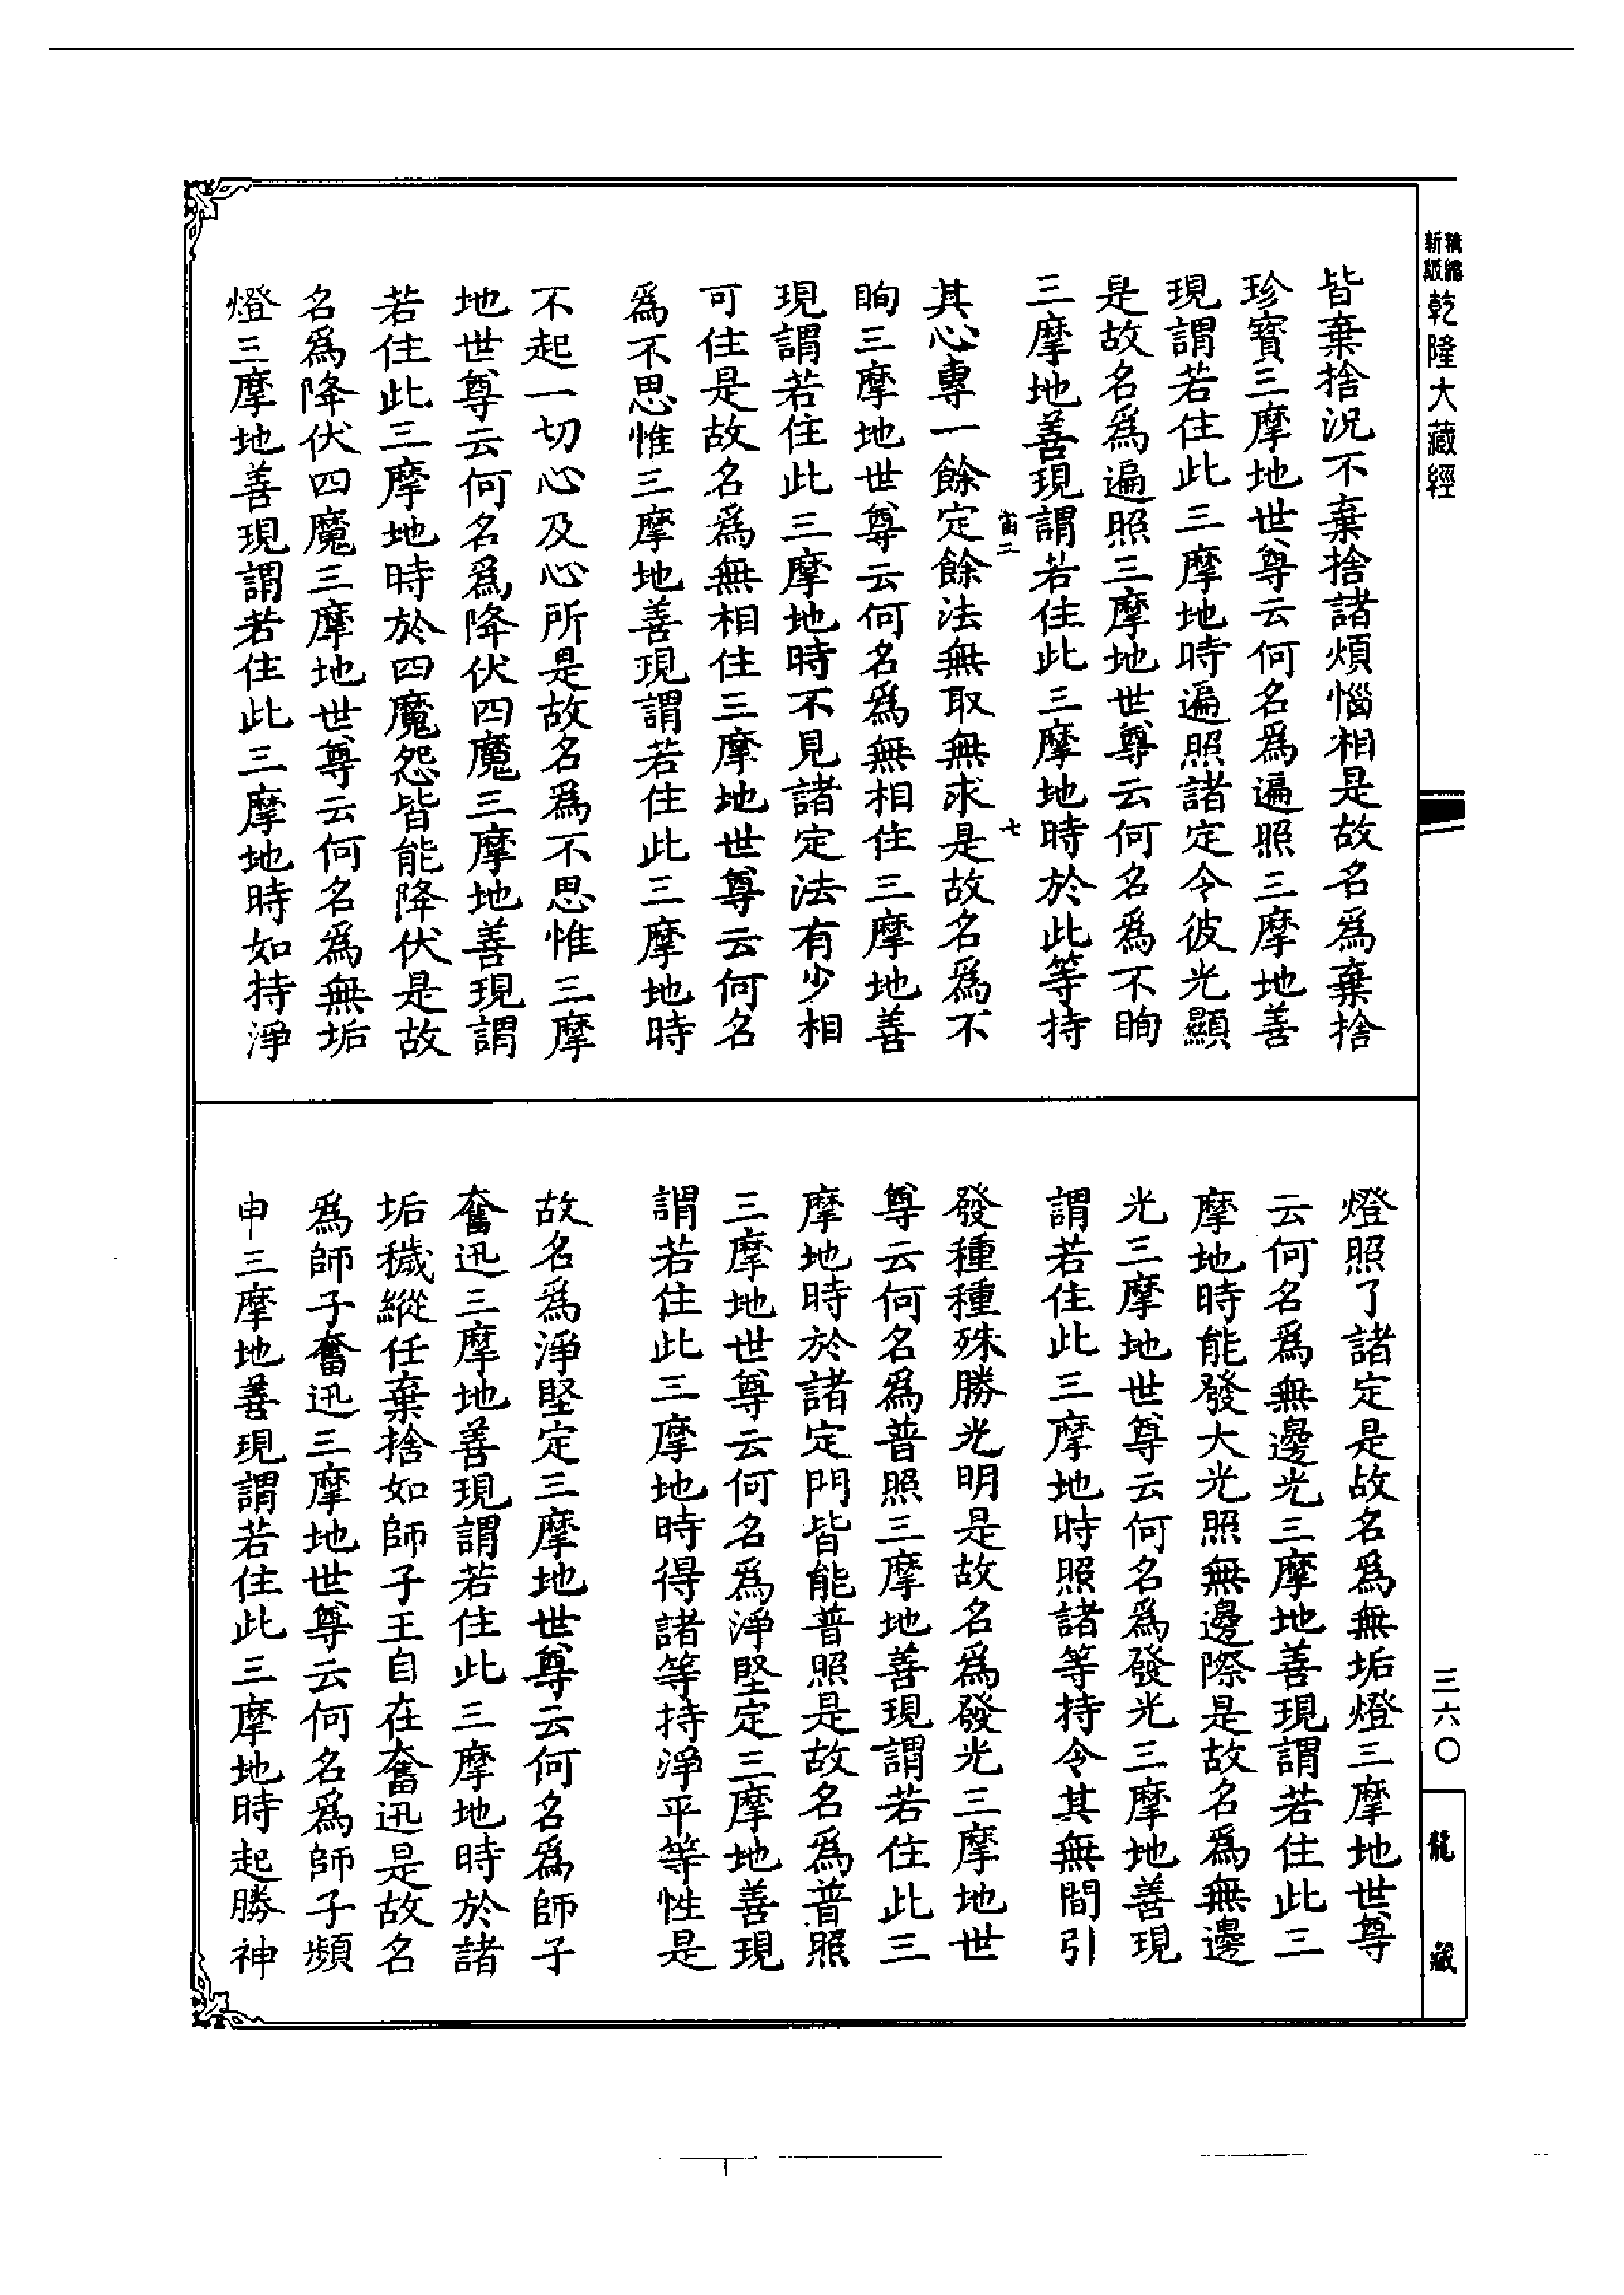 精縮
新版
乾隆大藏經
三六〇
龍藏
皆棄捨況不棄捨諸煩惱相是故名爲棄捨
珍寶三摩地世尊云何名爲遍照三摩地善
現謂若住此三摩地時遍照諸定令彼光顯
是故名爲遍照三摩地世尊云何名爲不眴
三摩地善現謂若住此三摩地時於此等持
宙二
七
其心專一餘定餘法無取無求是故名爲不
眴三摩地世尊云何名爲無相住三摩地善
現謂若住此三摩地時不見諸定法有少相
可住是故名爲無相住三摩地世尊云何名
爲不思惟三摩地善現謂若住此三摩地時
不起一切心及心所是故名爲不思惟三摩
地世尊云何名爲降伏四魔三摩地善現謂
若住此三摩地時於四魔怨皆能降伏是故
名爲降伏四魔三摩地世尊云何名爲無垢
燈三摩地善現謂若住此三摩地時如持淨
燈照了諸定是故名爲無垢燈三摩地世尊
云何名爲無邊光三摩地善現謂若住此三
摩地時能發大光照無邊際是故名爲無邊
光三摩地世尊云何名爲發光三摩地善現
謂若住此三摩地時照諸等持令其無間引
發種種殊勝光明是故名爲發光三摩地世
尊云何名爲普照三摩地善現謂若住此三
摩地時於諸定門皆能普照是故名爲普照
三摩地世尊云何名爲淨堅定三摩地善現
謂若住此三摩地時得諸等持淨平等性是
故名爲淨堅定三摩地世尊云何名爲師子
奮迅三摩地善現謂若住此三摩地時於諸
垢穢縱任棄捨如師子王自在奮迅是故名
爲師子奮迅三摩地世尊云何名爲師子頻
申三摩地善現謂若住此三摩地時起勝神